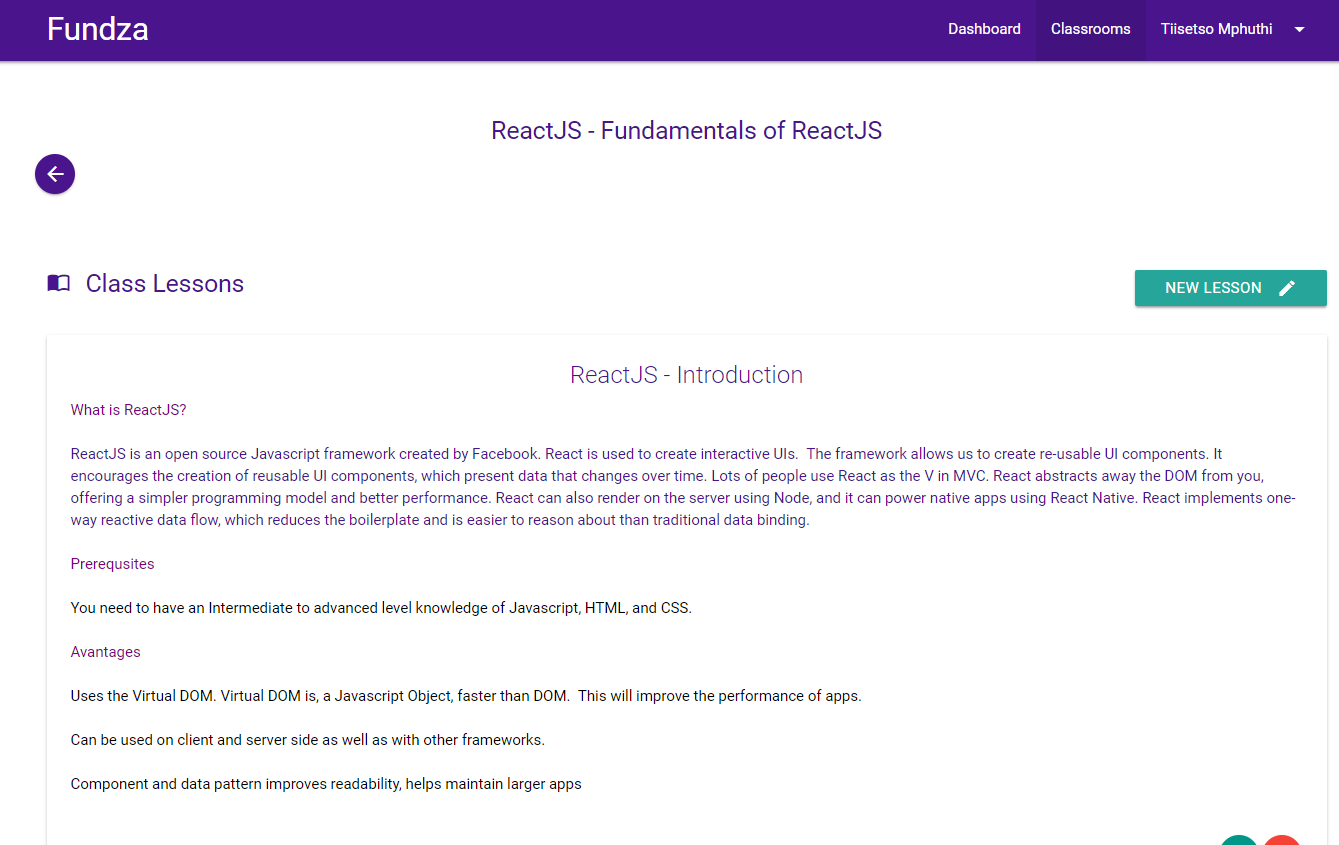 Fundza
Dashboard Classrooms Tiisetso Mphuthi
ReactJS - Fundamentals of ReactJS
Class Lessons
NEW LESSON
ReactJS - Introduction
What is ReactJS?
ReactJS is an open source Javascript framework created by Facebook. React is used to create interactive UIs.  The framework allows us to create re-usable UI components. It
encourages the creation of reusable UI components, which present data that changes over time. Lots of people use React as the V in MVC. React abstracts away the DOM from you,
offering a simpler programming model and better performance. React can also render on the server using Node, and it can power native apps using React Native. React implements one-
way reactive data flow, which reduces the boilerplate and is easier to reason about than traditional data binding.
Prerequsites
You need to have an Intermediate to advanced level knowledge of Javascript, HTML, and CSS.
Avantages
Uses the Virtual DOM. Virtual DOM is, a Javascript Object, faster than DOM.  This will improve the performance of apps.
Can be used on client and server side as well as with other frameworks.
Component and data pattern improves readability, helps maintain larger apps